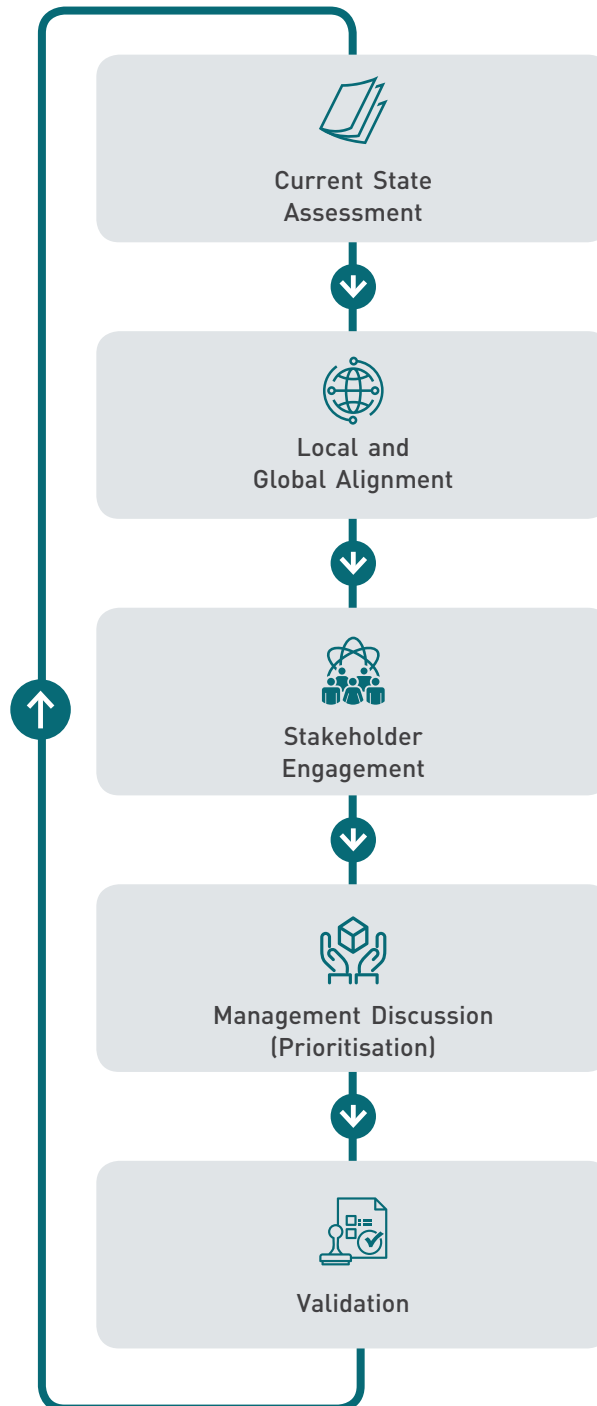 Current State
Assessment
Local and
Global Alignment
Stakeholder
Engagement
Management Discussion
(Prioritisation)
Validation